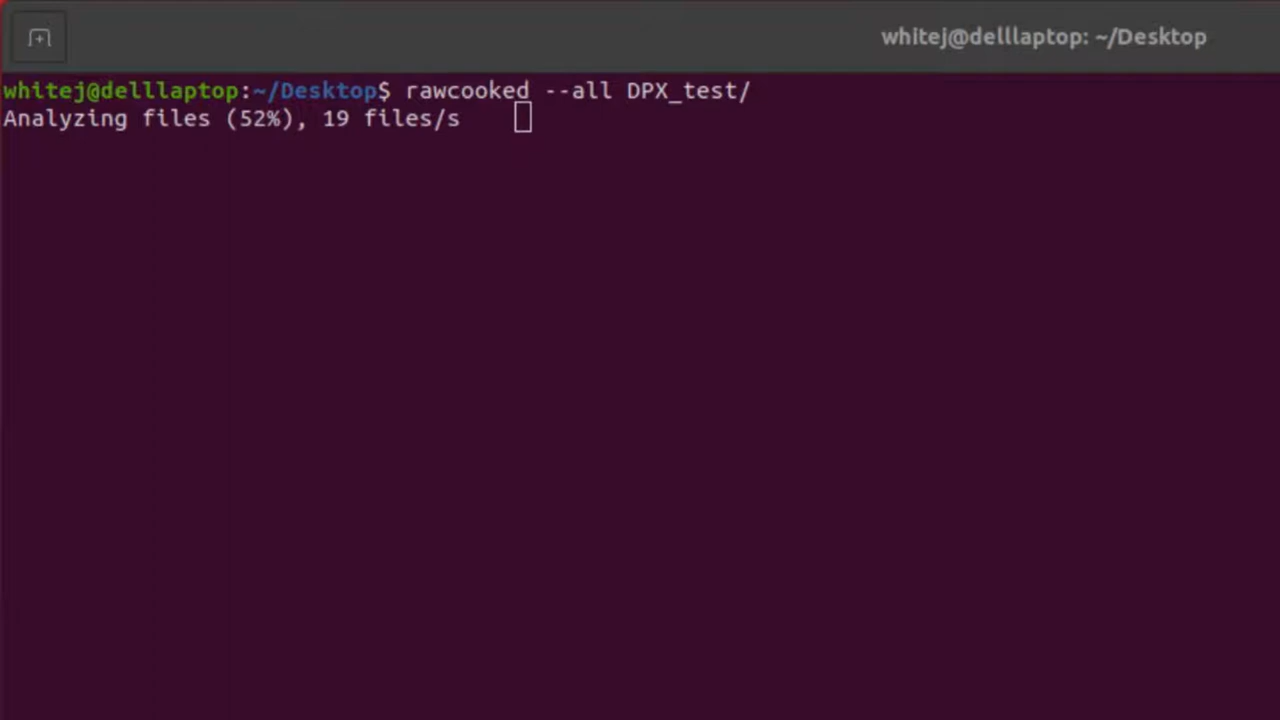 whitej@delllaptop: ~/Desktop
whitej@delllaptop:~/Desktop$ rawcooked --all DPX_test/
Analyzing files (52%), 19 files/s